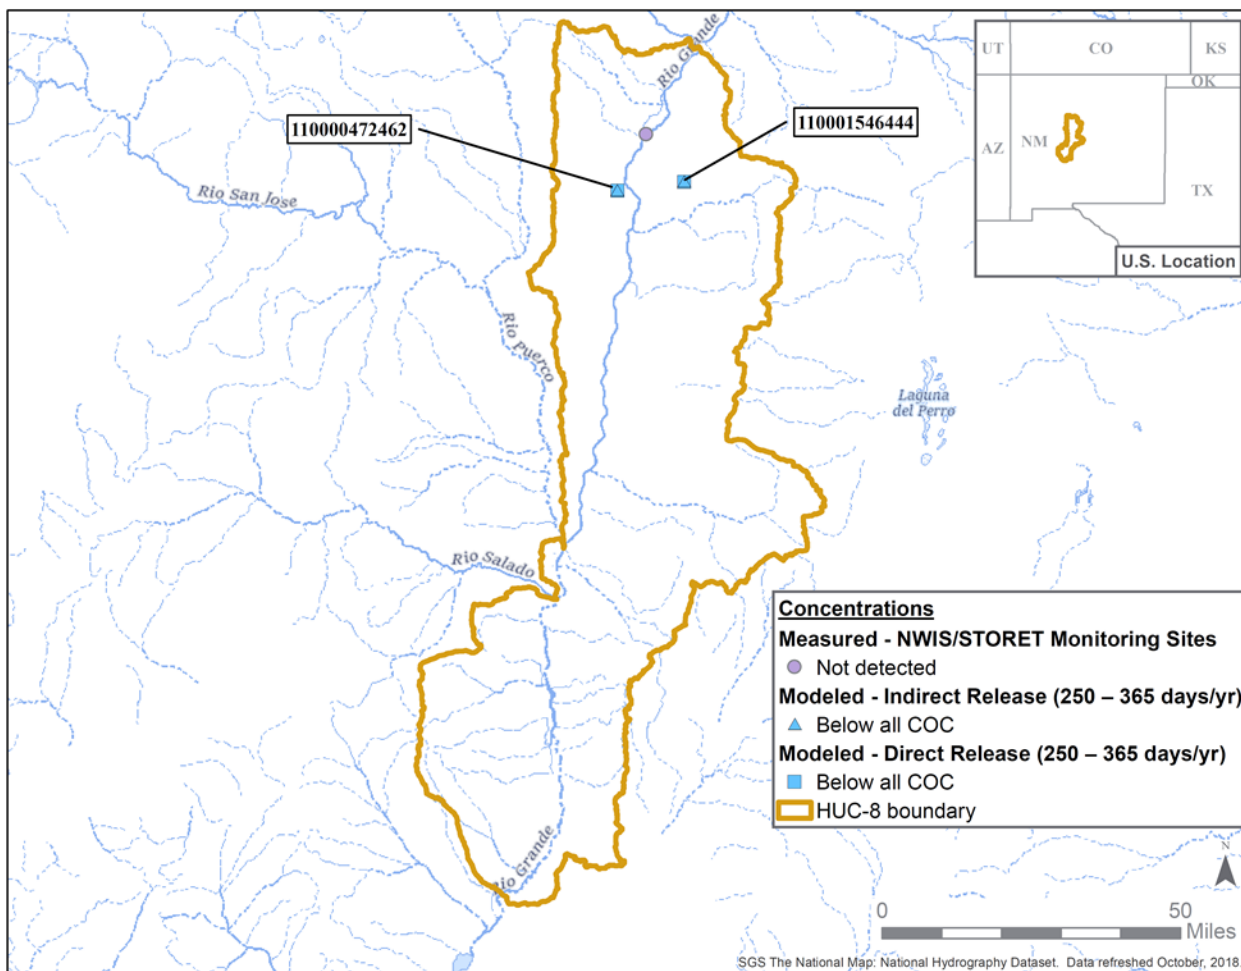 Rio Grande
UT
CO
KS
OK
AZ
NM
TX
U.S. Location
110000472462
110001546444
Rio San Jose
Rio Puerco
Laguna
del Perro
Rio Salado
Rio Grande
Concentrations
Measured - NWIS/STORET Monitoring Sites
Not detected
Modeled - Indirect Release (250 – 365 days/yr)
Below all COC
Modeled - Direct Release (250 – 365 days/yr)
Below all COC
HUC-8 boundary
N
0
50
Miles
SGS The National Map: National Hydrography Dataset. Data refreshed October, 2018.